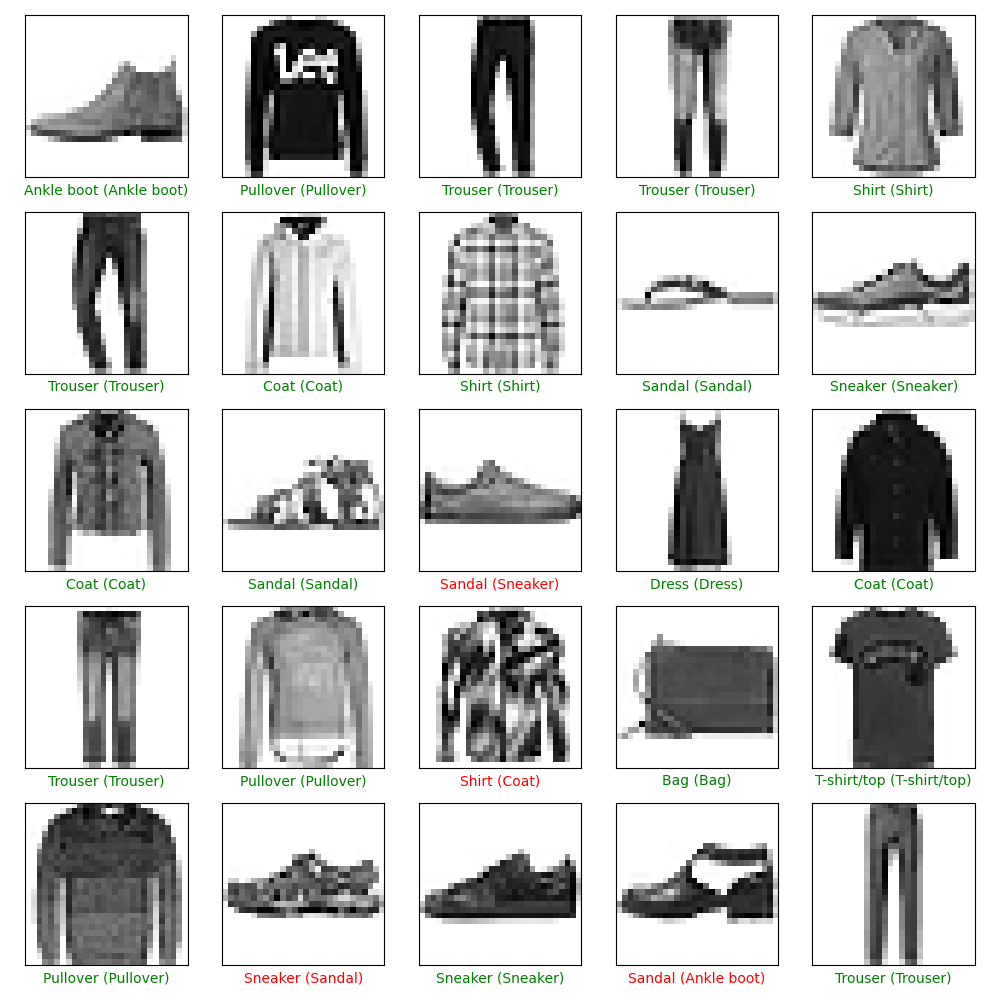 Lee
Ankle boot (Ankle boot)
Pullover (Pullover)
Trouser (Trouser)
Trouser (Trouser)
Shirt (Shirt)
Trouser (Trouser)
Coat (Coat)
Shirt (Shirt)
Sandal (Sandal)
Sneaker (Sneaker)
Coat (Coat)
Sandal (Sandal)
Sandal (Sneaker)
Dress (Dress)
Coat (Coat)
Trouser (Trouser)
Pullover (Pullover)
Shirt (Coat)
Bag (Bag)
T-shirt/top (T-shirt/top)
Pullover (Pullover)
Sneaker (Sandal)
Sneaker (Sneaker)
Sandal (Ankle boot)
Trouser (Trouser)